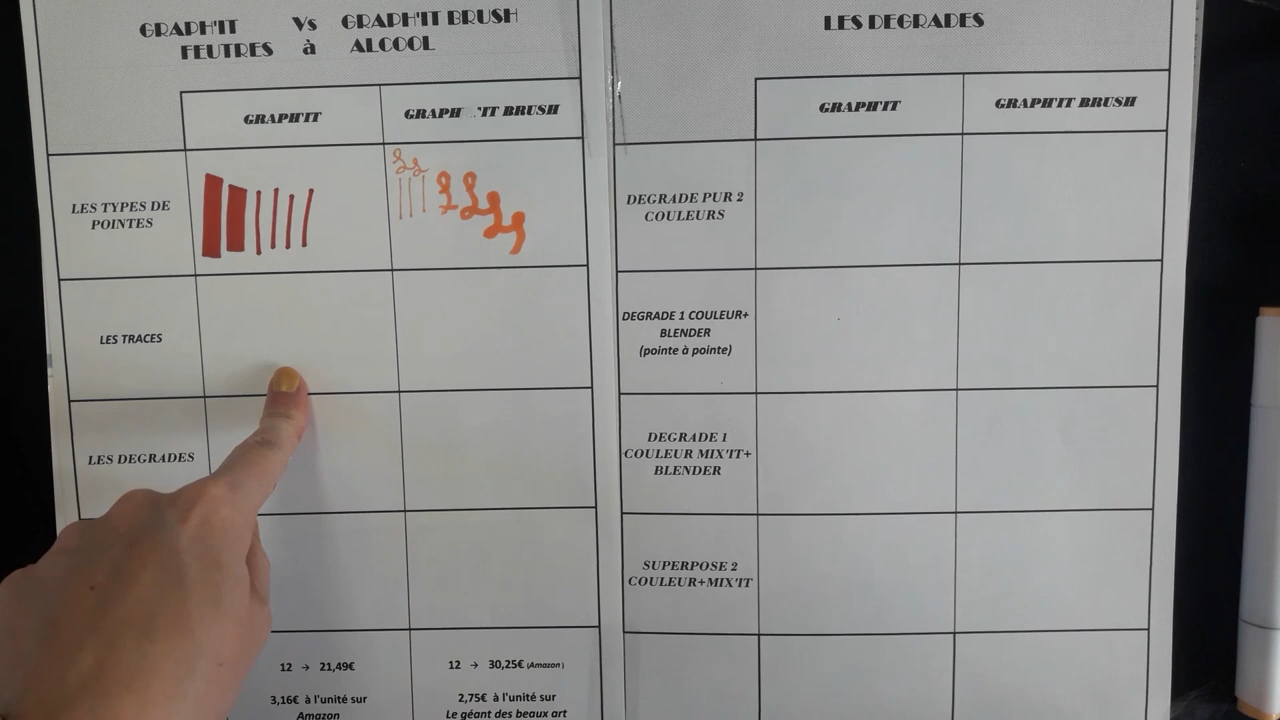 GRAPH'IT Vs GRAPH'IT BRUSH
FEUTRES à ALCOOL
GRAPH'IT
GRAPH 'IT BRUSH
LES TYPES DE
POINTES
LES TRACES
LES DEGRADES
12 → 21,49€
3,16€ à l'unité sur
Amazon
12 → 30,25€ (Amazon)
2,75€ à l'unité sur
Le géant des beaux art
LES DEGRADES
GRAPH'IT
GRAPH'IT BRUSH
DEGRADE PUR 2
COULEURS
DEGRADE 1 COULEUR+
BLENDER
(pointe à pointe)
DEGRADE 1
COULEUR MIX'IT+
BLENDER
SUPERPOSE 2
COULEUR+MIX'IT